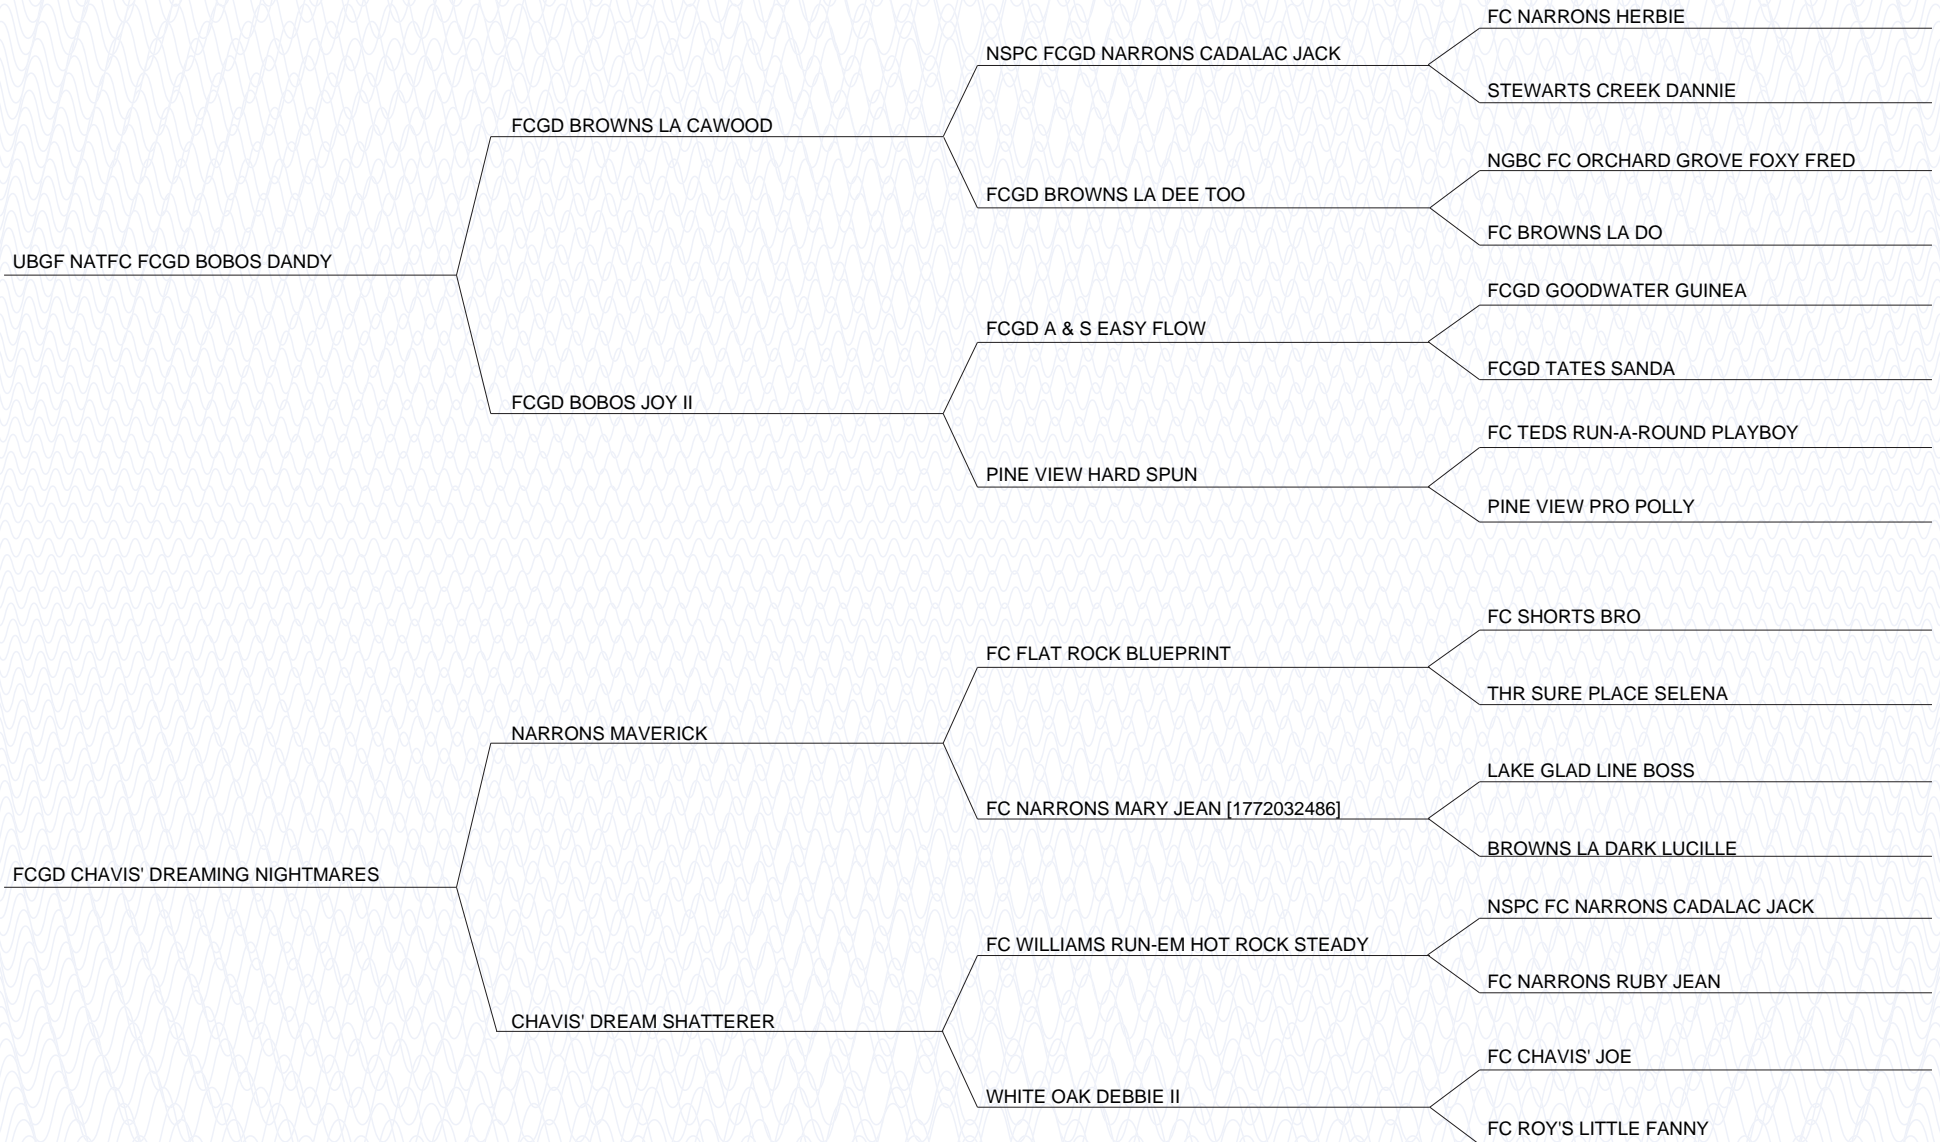 FC NARRONS HERBIE
NSPC FCGD NARRONS CADALAC JACK
STEWARTS CREEK DANNIE
FCGD BROWNS LA CAWOOD
NGBC FC ORCHARD GROVE FOXY FRED
FCGD BROWNS LA DEE TOO
FC BROWNS LA DO
UBGF NATFC FCGD BOBOS DANDY
FCGD GOODWATER GUINEA
FCGD A & S EASY FLOW
FCGD TATES SANDA
FCGD BOBOS JOY II
FC TEDS RUN-A-ROUND PLAYBOY
PINE VIEW HARD SPUN
PINE VIEW PRO POLLY
FC SHORTS BRO
FC FLAT ROCK BLUEPRINT
THR SURE PLACE SELENA
NARRONS MAVERICK
LAKE GLAD LINE BOSS
FC NARRONS MARY JEAN [1772032486]
BROWNS LA DARK LUCILLE
FCGD CHAVIS' DREAMING NIGHTMARES
NSPC FC NARRONS CADALAC JACK
FC WILLIAMS RUN-EM HOT ROCK STEADY
FC NARRONS RUBY JEAN
CHAVIS' DREAM SHATTERER
FC CHAVIS' JOE
WHITE OAK DEBBIE II
FC ROY'S LITTLE FANNY